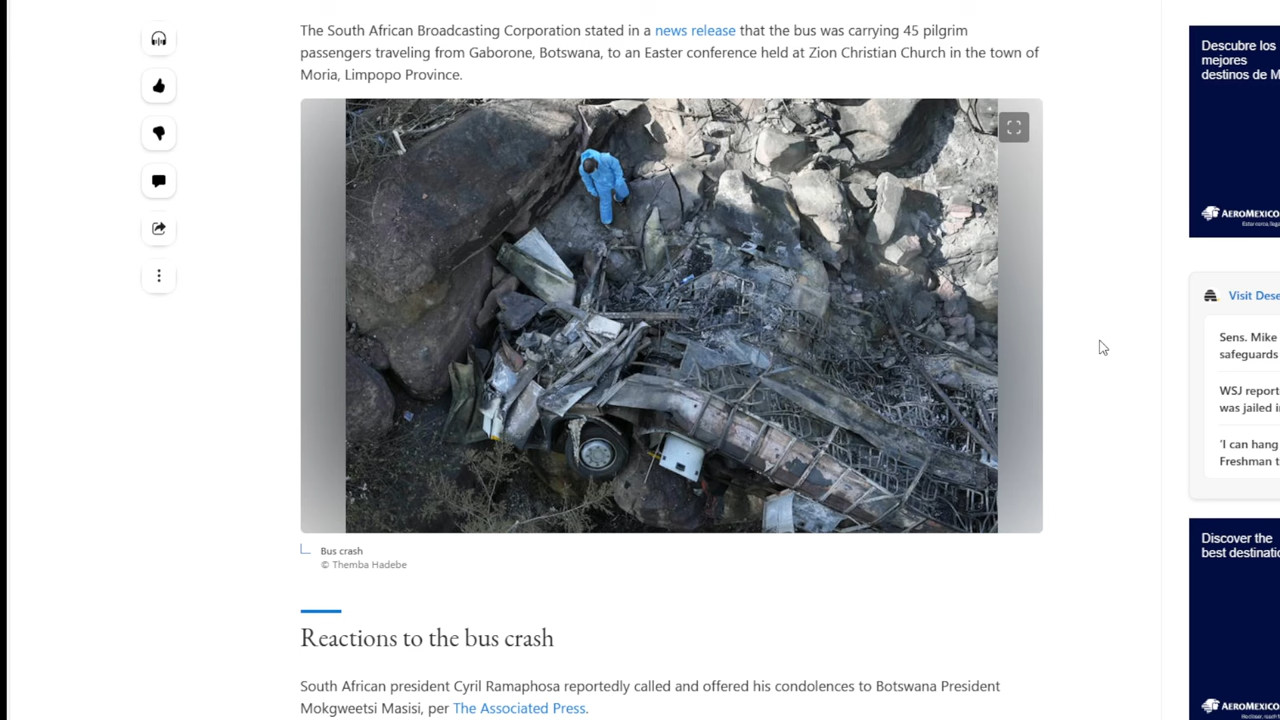 The South African Broadcasting Corporation stated in a news release that the bus was carrying 45 pilgrim
passengers traveling from Gaborone, Botswana, to an Easter conference held at Zion Christian Church in the town of
Moria, Limpopo Province.
Bus crash
© Themba Hadebe
Reactions to the bus crash
South African president Cyril Ramaphosa reportedly called and offered his condolences to Botswana President
Mokgweetsi Masisi, per The Associated Press.
Descubre los
mejores
destinos de M
AEROMEXICO
Visit Dese
Sens. Mike
safeguards
WSJ report
was jailed i
'I can hang
Freshman t
Discover the
best destinatio
AEROMEXICO